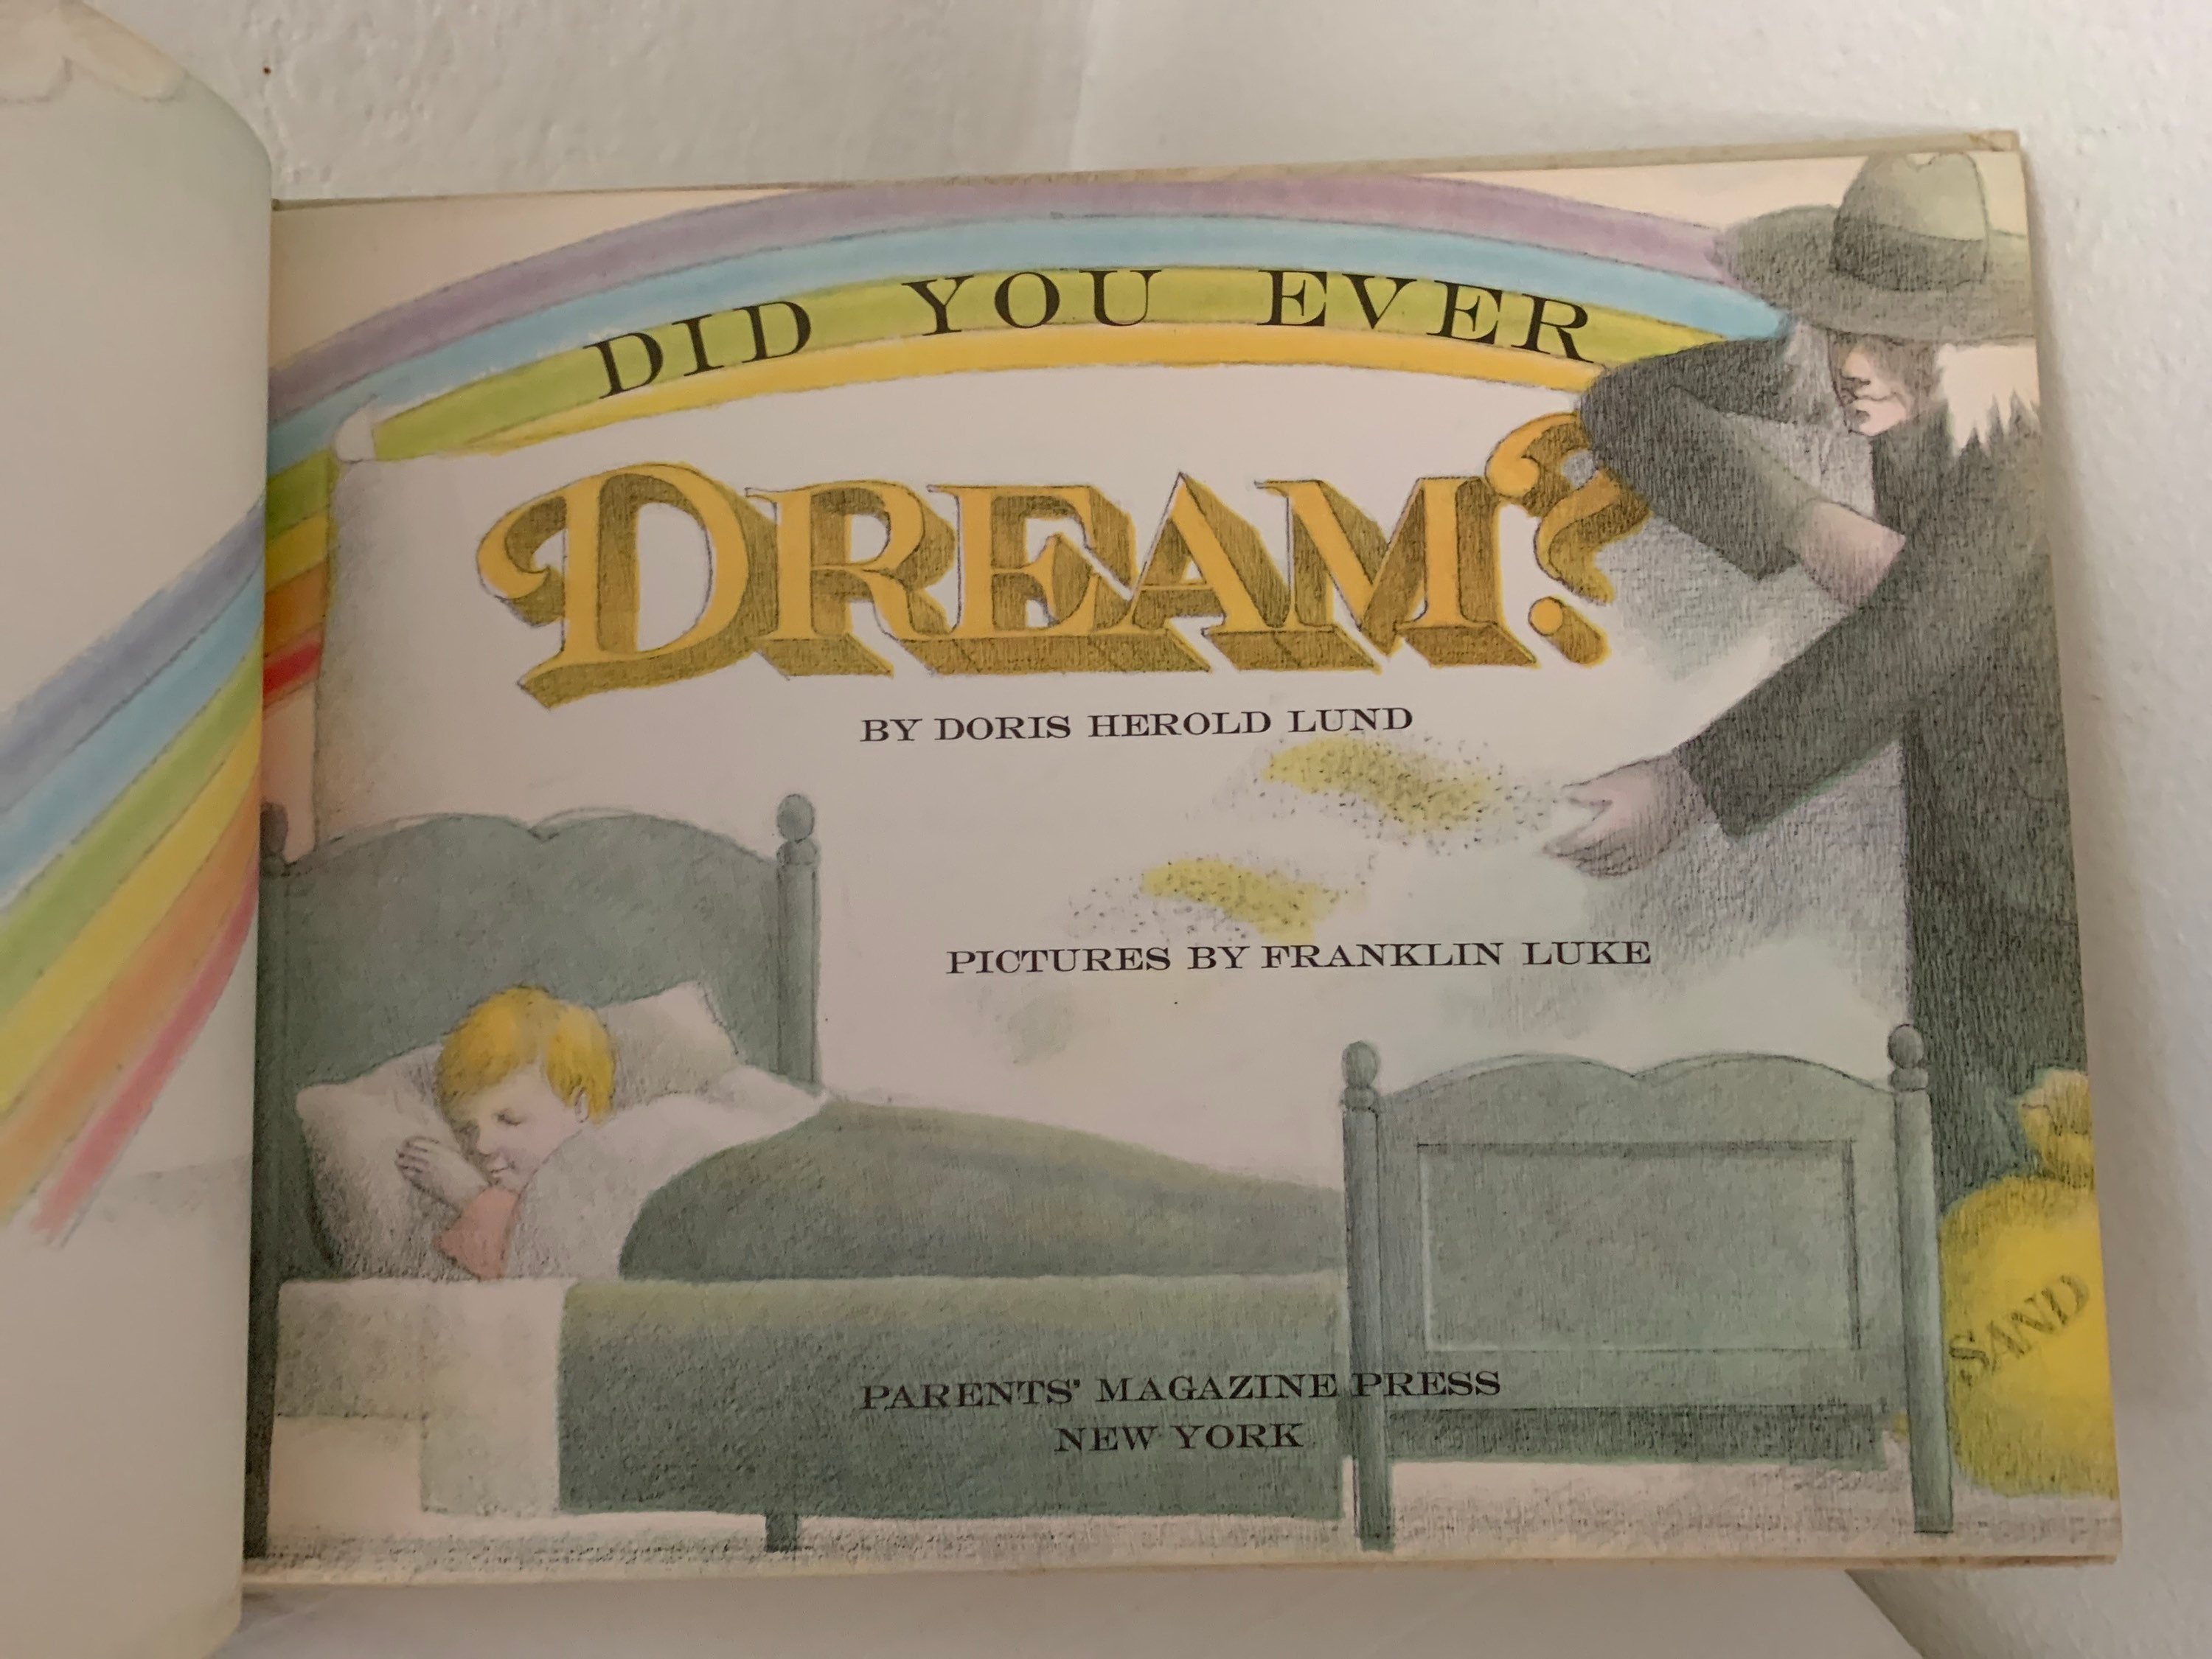 DID YOU EVER
DREAM?
BY DORIS HEROLD LUND
PICTURES BY FRANKLIN LUKE
SAND
PARENTS' MAGAZINE PRESS
NEW YORK